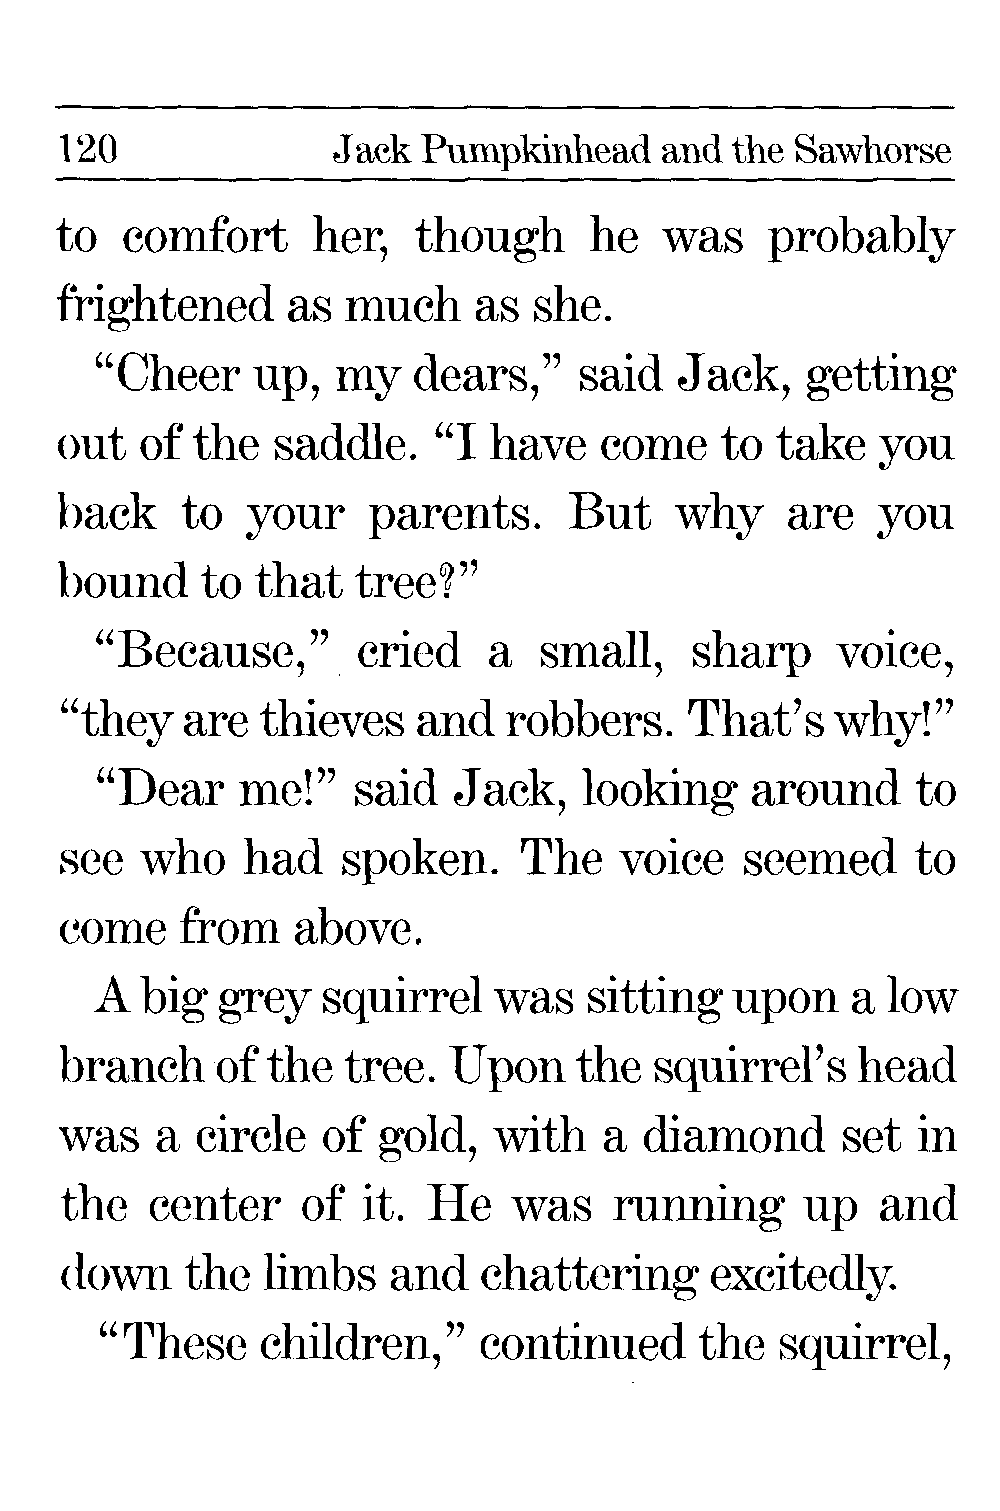 120 Jack Pumpkinhead and the Sawhorse
to comfort her, though he was probably
frightened as much as she.
“Cheer up, my dears,” said Jack, getting
out of the saddle. “I have come to take you
back to your parents. But why are you
bound to that tree?”
“Because,” cried a small, sharp voice,
“they are thieves and robbers. That’s why!”
“Dear me!” said Jack, looking around to
see who had spoken. The voice seemed to
come from above.
A big grey squirrel was sitting upon a low
branch of the tree. Upon the squirrel’s head
was a circle of gold, with a diamond set in
the center of it. He was running up and
down the limbs and chattering excitedly.
“These children,” continued the squirrel,